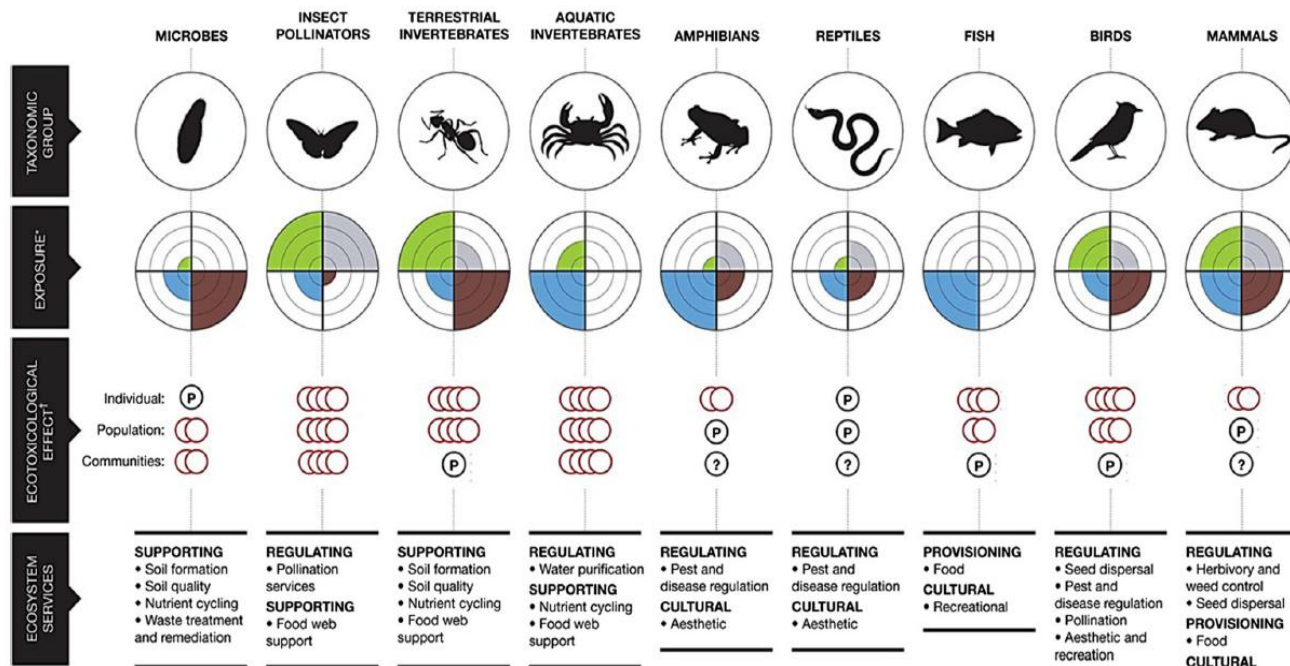 MICROBES
INSECT
POLLINATORS
TERRESTRIAL
INVERTEBRATES
AQUATIC
INVERTEBRATES
AMPHIBIANS
REPTILES
FISH
BIRDS
MAMMALS
TAXONOMIC
GROUP
EXPOSURE*
ECOTOXICOLOGICAL
EFFECT†
Individual: P P
Population: P P P
Communities: P ? ? P P ?
ECOSYSTEM
SERVICES
SUPPORTING
• Soil formation
• Soil quality
• Nutrient cycling
• Waste treatment
and remediation
REGULATING
• Pollination
services
SUPPORTING
• Food web
support
SUPPORTING
• Soil formation
• Soil quality
• Nutrient cycling
• Food web
support
REGULATING
• Water purification
SUPPORTING
• Nutrient cycling
• Food web
support
REGULATING
• Pest and
disease regulation
CULTURAL
• Aesthetic
REGULATING
• Pest and
disease regulation
CULTURAL
• Aesthetic
PROVISIONING
• Food
CULTURAL
• Recreational
REGULATING
• Seed dispersal
• Pest and
disease regulation
• Pollination
• Aesthetic and
recreation
REGULATING
• Herbivory and
weed control
• Seed dispersal
PROVISIONING
• Food
CULTURAL